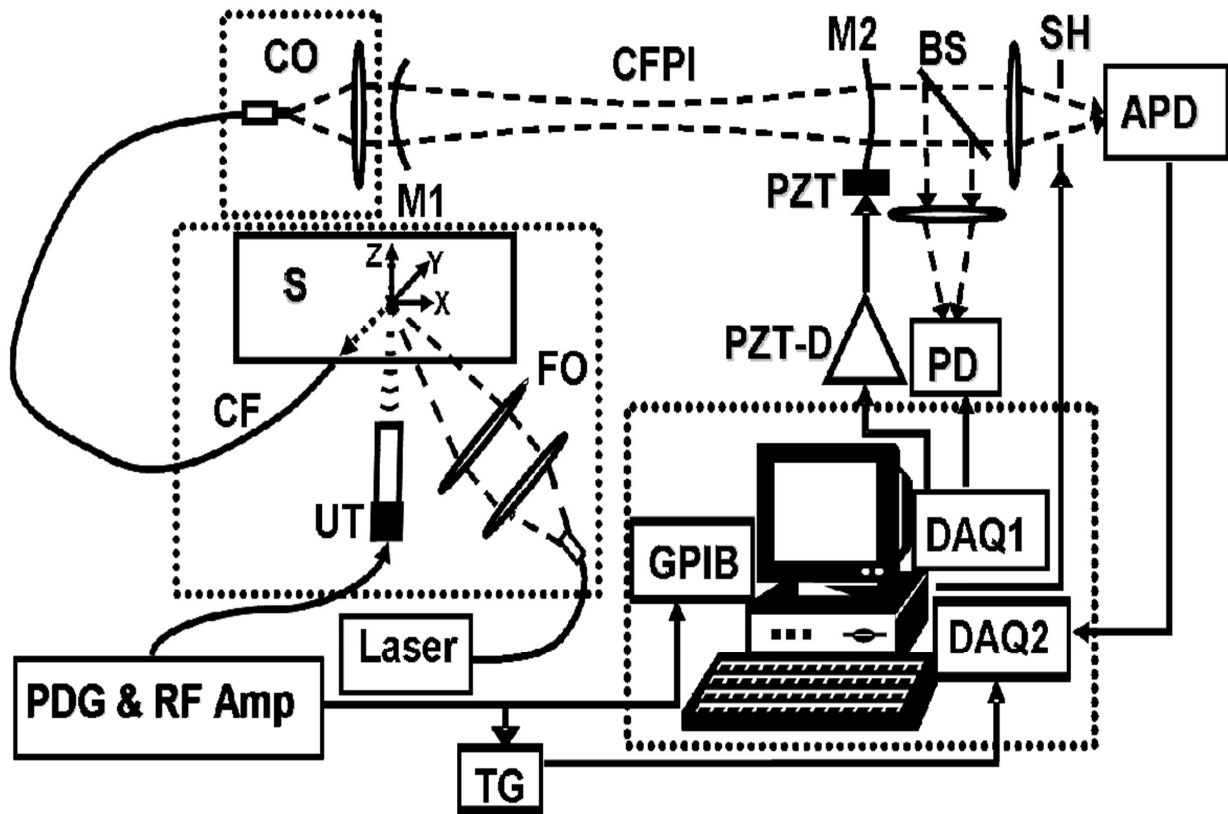 CO
CFPI
M2
BS
SH
APD
M1
PZT
S
Z
Y
X
FO
PZT-D
PD
CF
UT
GPIB
DAQ1
Laser
DAQ2
PDG & RF Amp
TG